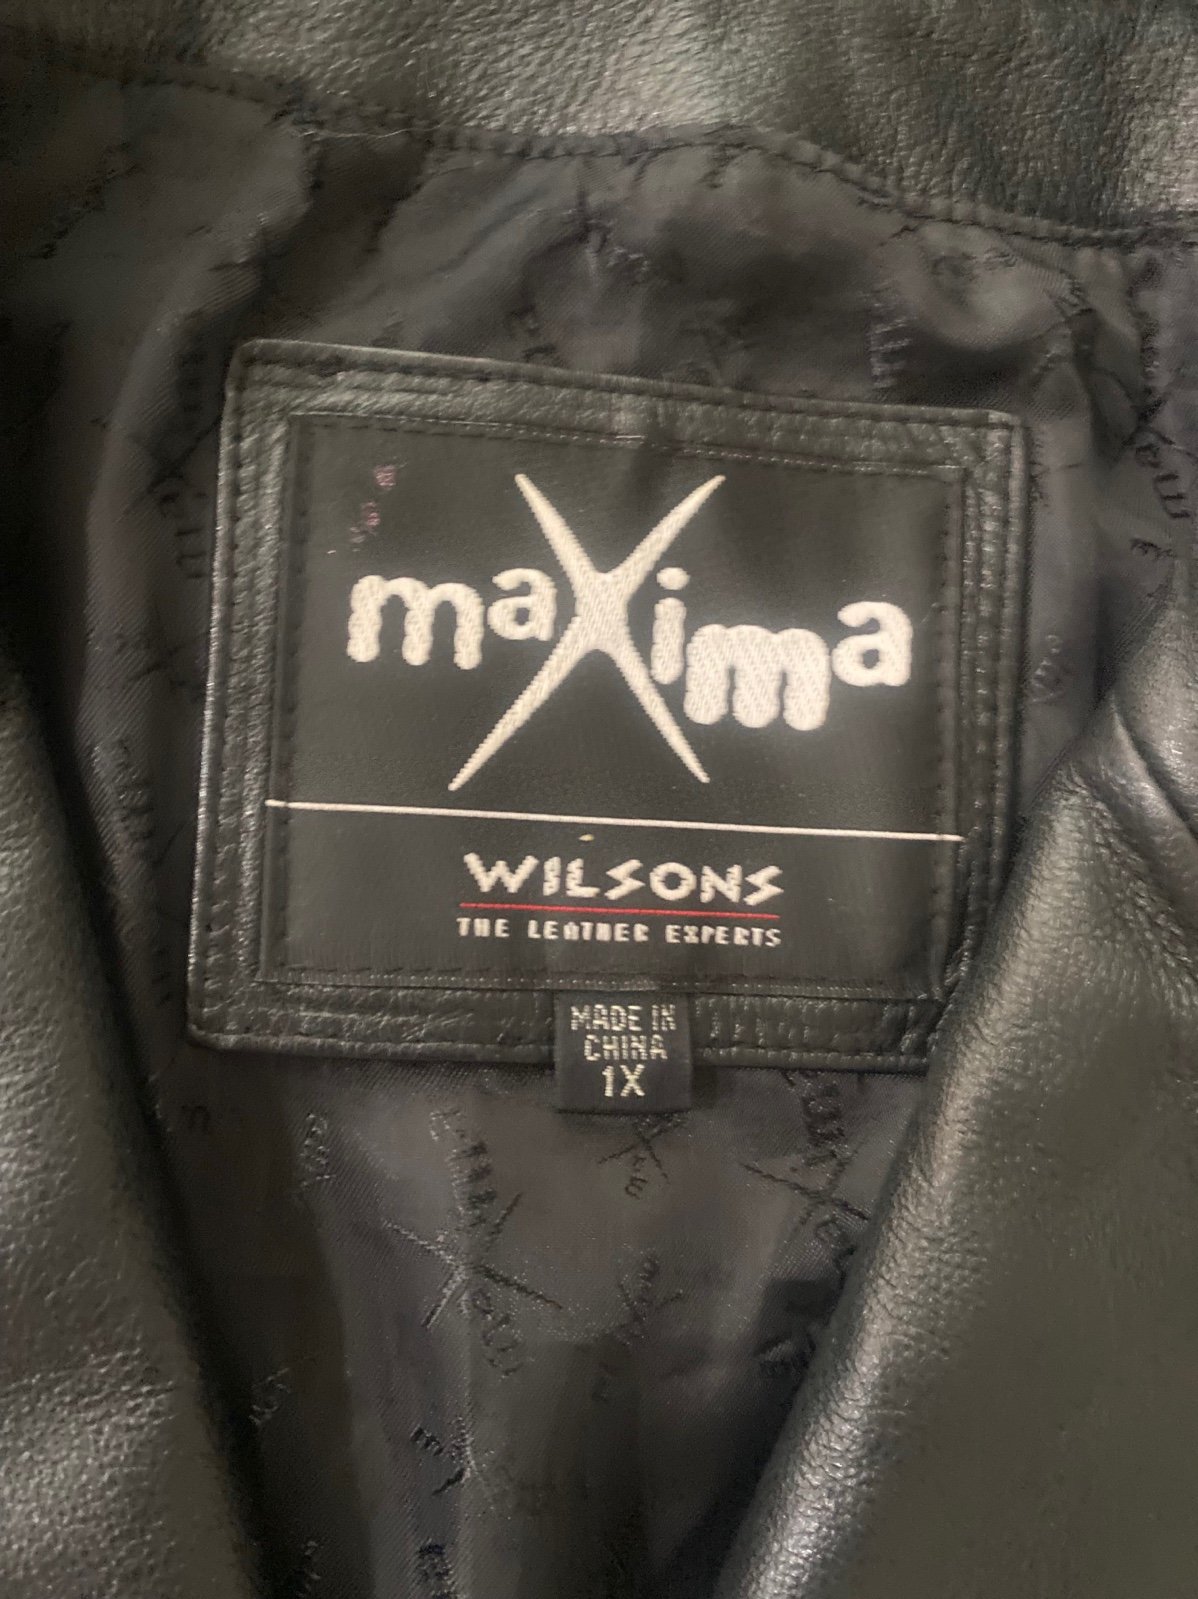 maXima
WILSONS
THE LEATHER EXPERTS
MADE IN
CHINA
1X